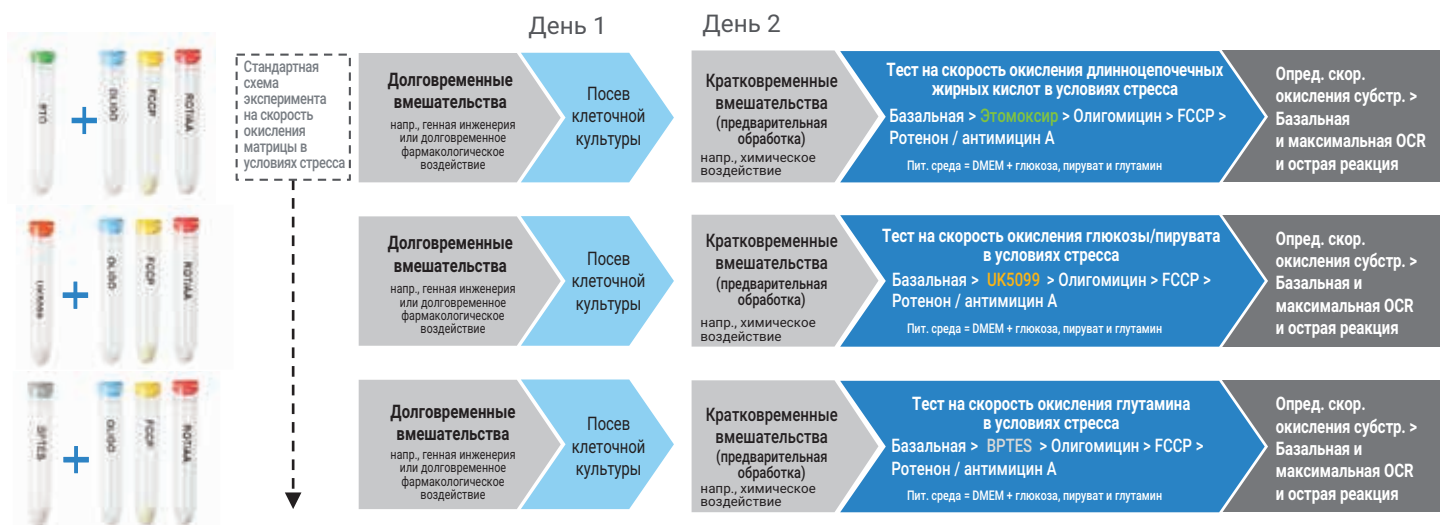 День 1
День 2
ETO
OLIGO
FCCP
ROT/AA
Стандартная
схема
эксперимента
на скорость
окисления
матрицы в
условиях стресса
Долговременные
вмешательства
напр., генная инженерия
или долговременное
фармакологическое
воздействие
Посев
клеточной
культуры
Кратковременные
вмешательства
(предварительная
обработка)
напр., химическое
воздействие
Тест на скорость окисления длинноцепочечных
жирных кислот в условиях стресса
Базальная > Этомоксир > Олигомицин > FCCP >
Ротенон / антимицин А
Пит. среда = DMEM + глюкоза, пируват и глутамин
Опред. скор.
окисления субстр. >
Базальная
и максимальная OCR
и острая реакция
UK5099
OLIGO
FCCP
ROT/AA
Долговременные
вмешательства
напр., генная инженерия
или долговременное
фармакологическое
воздействие
Посев
клеточной
культуры
Кратковременные
вмешательства
(предварительная
обработка)
напр., химическое
воздействие
Тест на скорость окисления глюкозы/пирувата
в условиях стресса
Базальная > UK5099 > Олигомицин > FCCP >
Ротенон / антимицин А
Пит. среда = DMEM + глюкоза, пируват и глутамин
Опред. скор.
окисления субстр. >
Базальная и
максимальная OCR
и острая реакция
BPTES
OLIGO
FCCP
ROT/AA
Долговременные
вмешательства
напр., генная инженерия
или долговременное
фармакологическое
воздействие
Посев
клеточной
культуры
Кратковременные
вмешательства
(предварительная
обработка)
напр., химическое
воздействие
Тест на скорость окисления глутамина
в условиях стресса
Базальная > BPTES > Олигомицин > FCCP >
Ротенон / антимицин А
Пит. среда = DMEM + глюкоза, пируват и глутамин
Опред. скор.
окисления субстр. >
Базальная и
максимальная OCR
и острая реакция